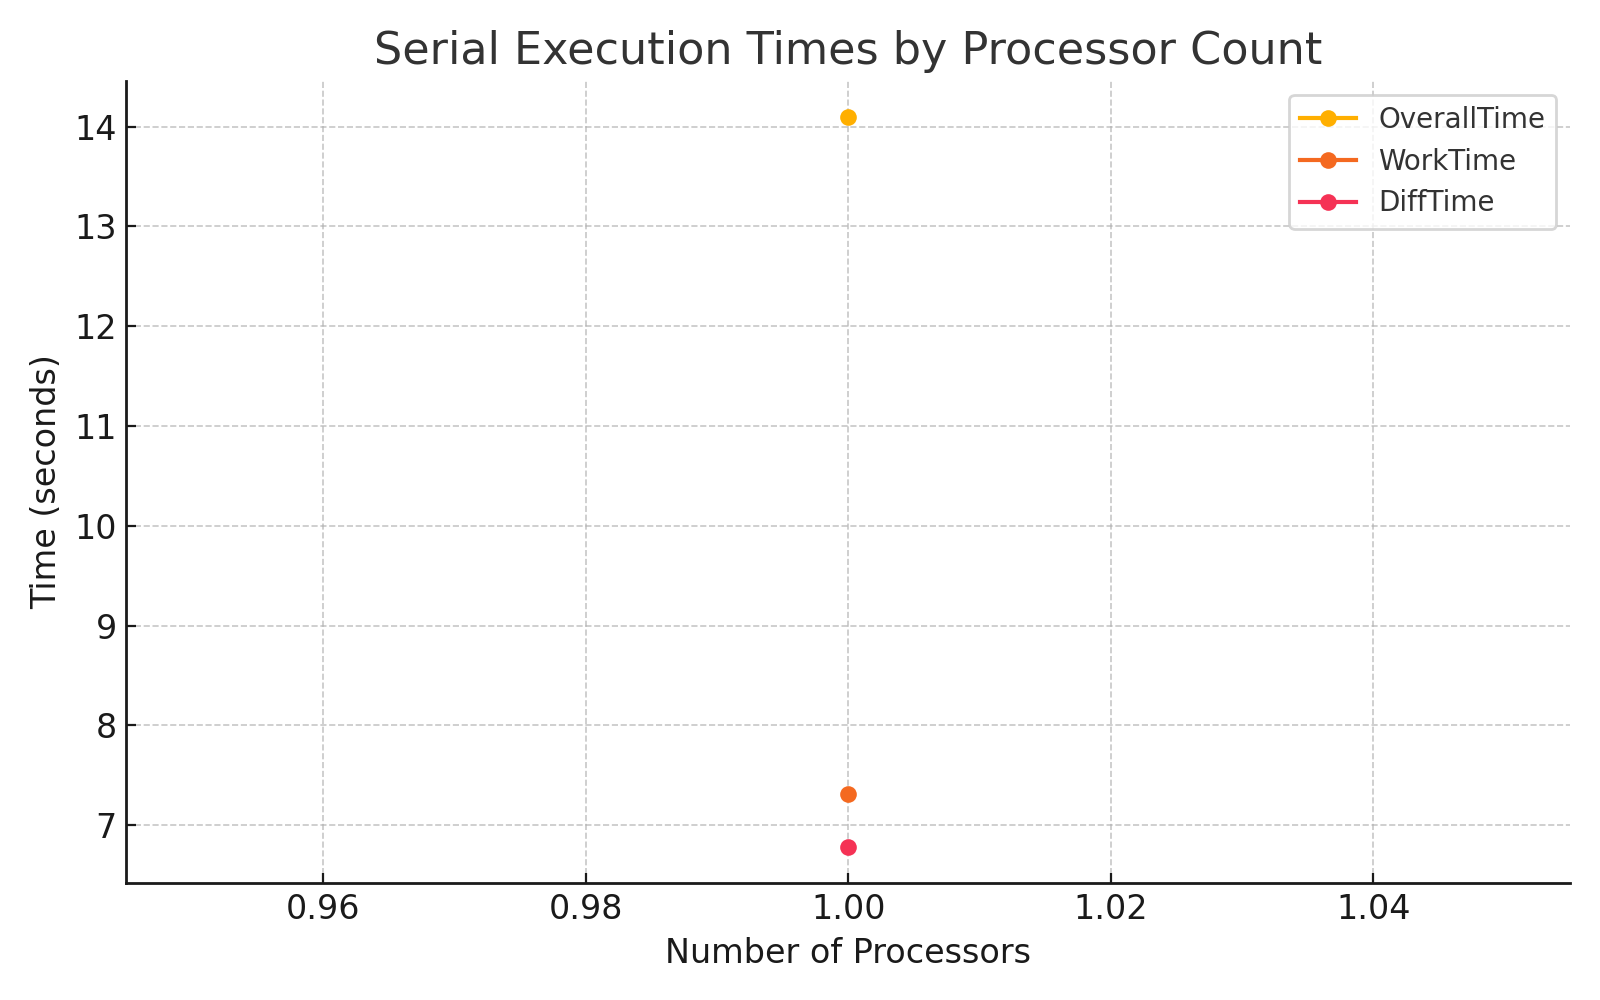 Serial Execution Times by Processor Count
OverallTime
WorkTime
DiffTime
Time (seconds)
14
13
12
11
10
9
8
7
0.96
0.98
1.00
1.02
1.04
Number of Processors